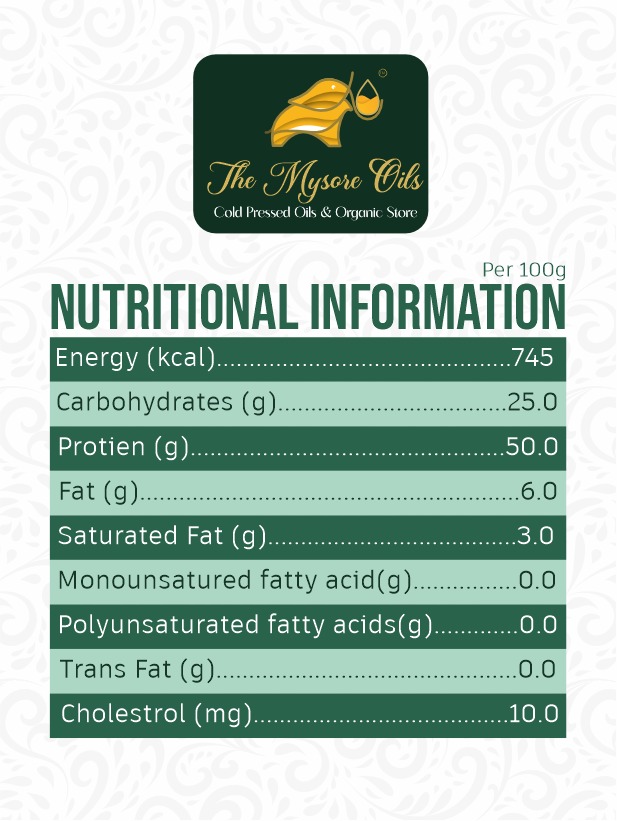 The Mysore Oils
Cold Pressed Oils & Organic Store
Per 100g
NUTRITIONAL INFORMATION
Energy (kcal)......................................745
Carbohydrates (g)..............................25.0
Protien (g).........................................50.0
Fat (g)..................................................6.0
Saturated Fat (g)................................3.0
Monounsatured fatty acid(g).............0.0
Polyunsaturated fatty acids(g)...........0.0
Trans Fat (g).......................................0.0
Cholestrol (mg).................................10.0